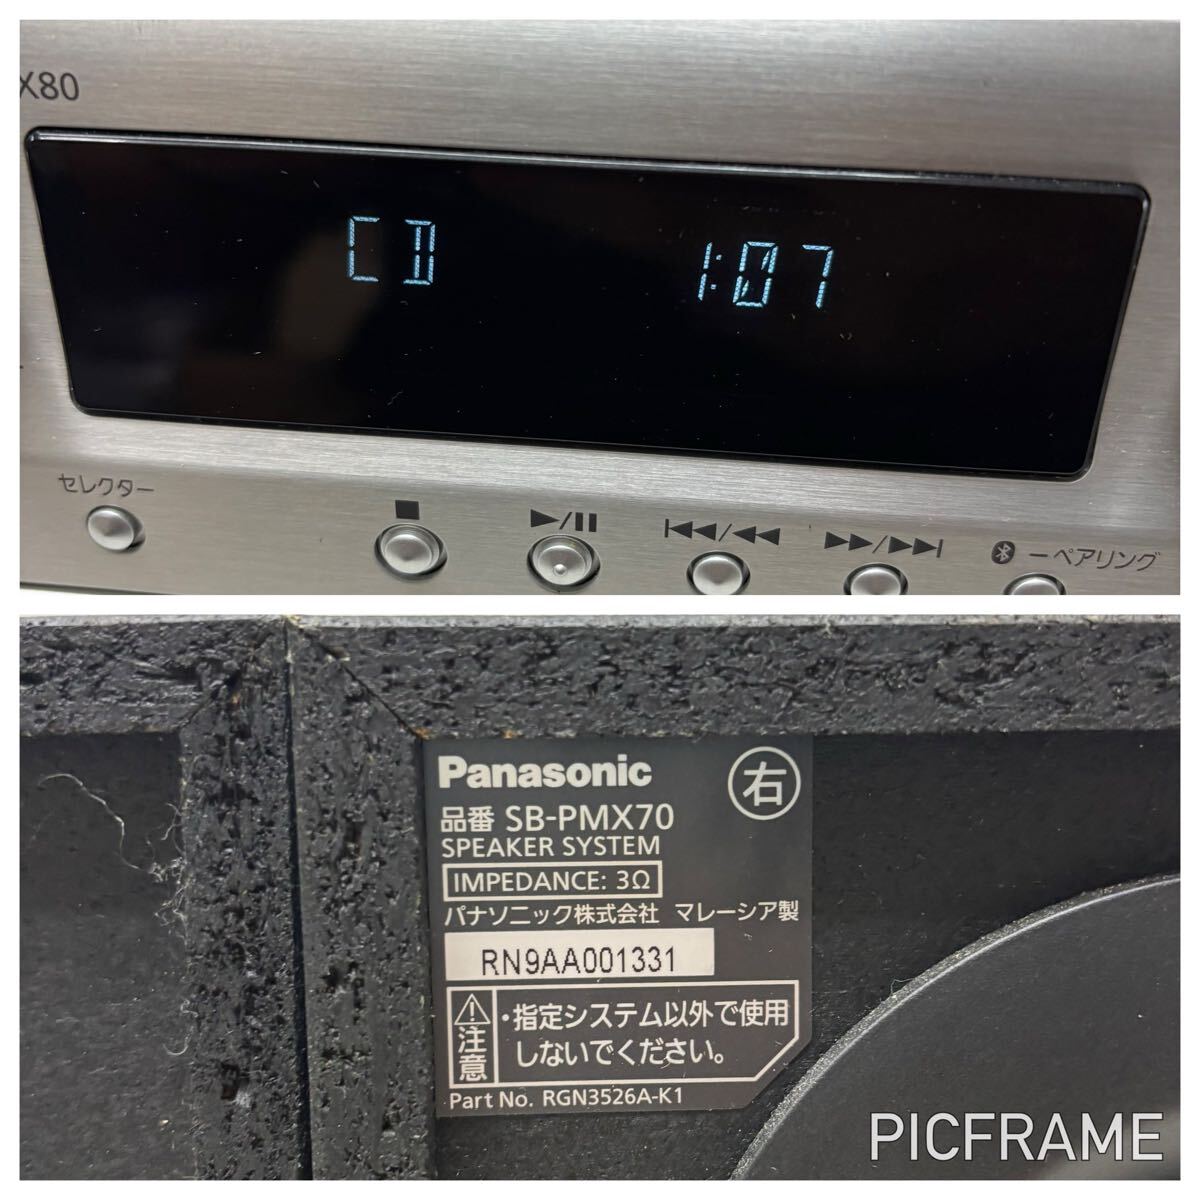 X80
CD 1:07
セレクター
■
▶/❚❚
|◀◀/◀◀
▶▶/▶▶|
－ペアリング
Panasonic
右
品番 SB-PMX70
SPEAKER SYSTEM
IMPEDANCE: 3Ω
パナソニック株式会社 マレーシア製
RN9AA001331
注意
・指定システム以外で使用
しないでください。
Part No. RGN3526A-K1
PICFRAME